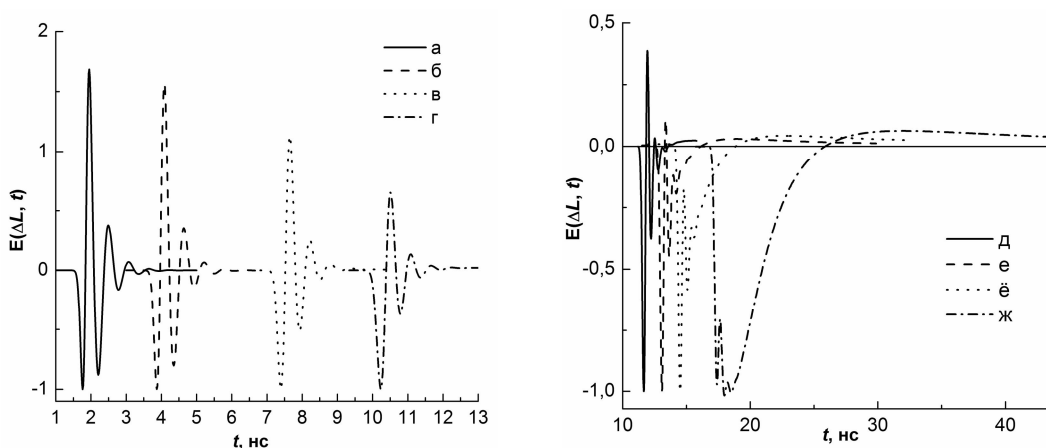 2
1
0
-1
E(ΔL, t)
1 2 3 4 5 6 7 8 9 10 11 12 13
t, нс
а
б
в
г
0,5
0,0
-0,5
-1,0
E(ΔL, t)
10 20 30 40
t, нс
д
е
ё
ж